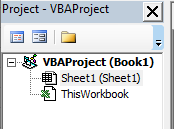 Project - VBAProject
VBAProject (Book1)
Sheet1 (Sheet1)
ThisWorkbook